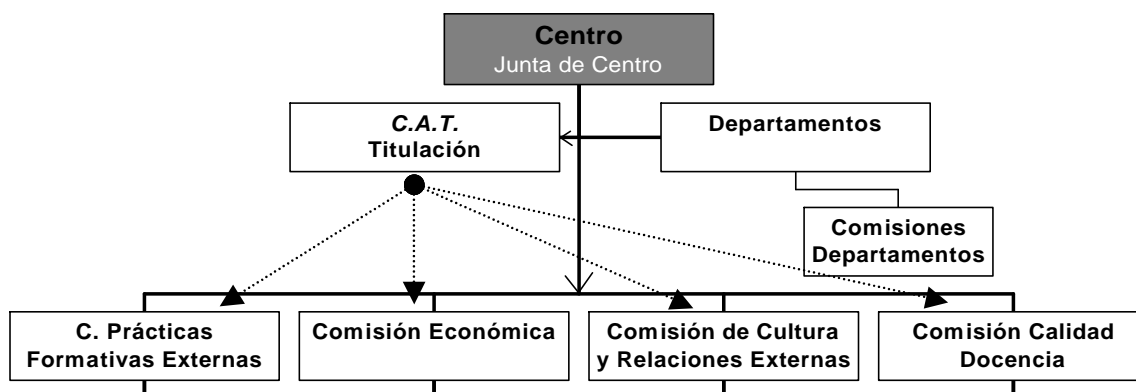 Centro
Junta de Centro
C.A.T.
Titulación
Departamentos
Comisiones
Departamentos
C. Prácticas
Formativas Externas
Comisión Económica
Comisión de Cultura
y Relaciones Externas
Comisión Calidad
Docencia